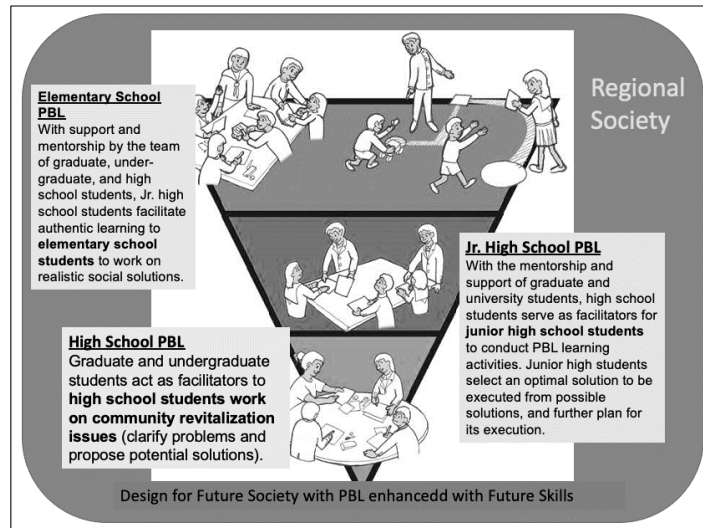 Regional
Society
Elementary School
PBL
With support and
mentorship by the team
of graduate, under-
graduate, and high
school students, Jr. high
school students facilitate
authentic learning to
elementary school
students to work on
realistic social solutions.
Jr. High School PBL
With the mentorship and
support of graduate and
university students, high school
students serve as facilitators for
junior high school students
to conduct PBL learning
activities. Junior high students
select an optimal solution to be
executed from possible
solutions, and further plan for
its execution.
High School PBL
Graduate and undergraduate
students act as facilitators to
high school students work
on community revitalization
issues (clarify problems and
propose potential solutions).
Design for Future Society with PBL enhancedd with Future Skills